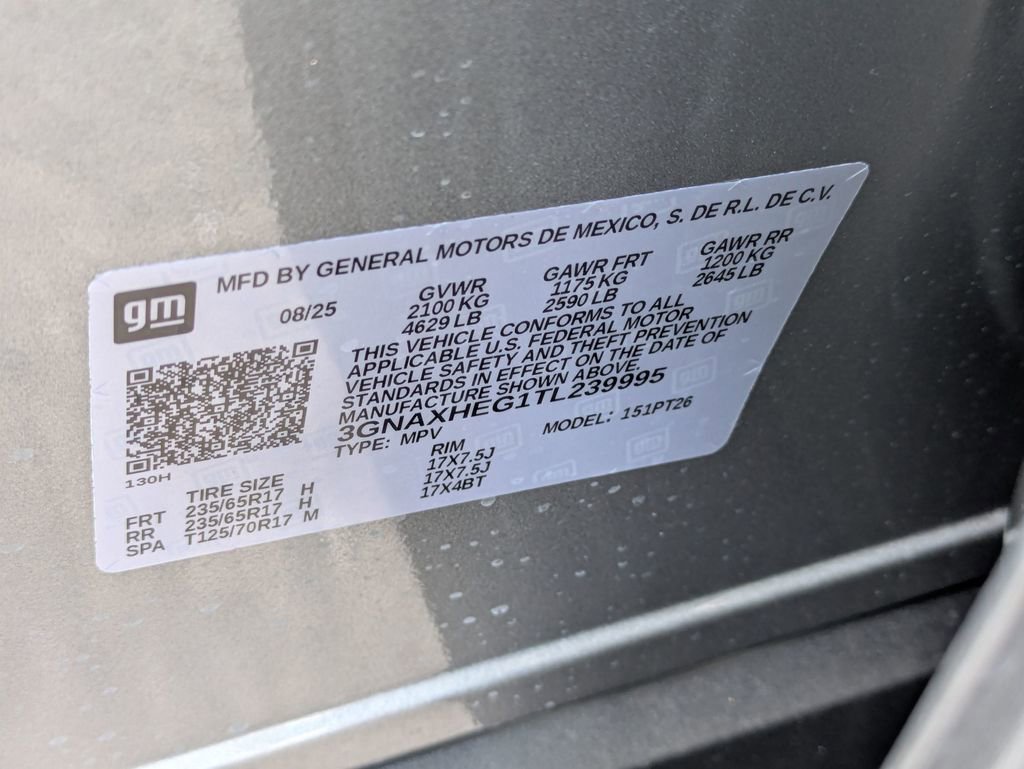 MFD BY GENERAL MOTORS DE MEXICO, S. DE R.L. DE C.V.
gm
08/25
GVWR
2100 KG
4629 LB
GAWR FRT
1175 KG
2590 LB
GAWR RR
1200 KG
2645 LB
THIS VEHICLE CONFORMS TO ALL
APPLICABLE U.S. FEDERAL MOTOR
VEHICLE SAFETY AND THEFT PREVENTION
STANDARDS IN EFFECT ON THE DATE OF
MANUFACTURE SHOWN ABOVE.
3GNAXHEG1TL239995
TYPE: MPV
MODEL: 151PT26
130H
TIRE SIZE
RIM
FRT 235/65R17 H 17X7.5J
RR 235/65R17 H 17X7.5J
SPA T125/70R17 M 17X4BT